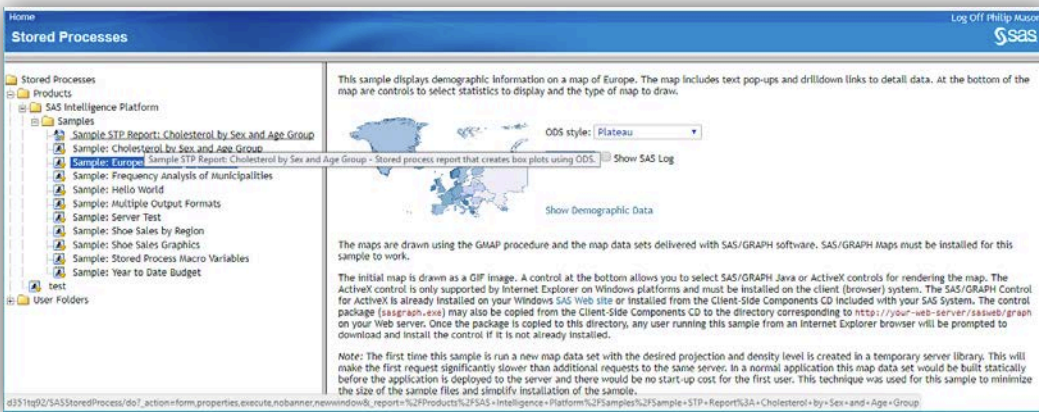 Home
Log Off Philip Mason
Stored Processes
sas
Stored Processes
Products
SAS Intelligence Platform
Samples
Sample STP Report: Cholesterol by Sex and Age Group
Sample: Cholesterol by Sex and Age Group
Sample: Europe
Sample STP Report: Cholesterol by Sex and Age Group - Stored process report that creates box plots using ODS.
Sample: Frequency Analysis of Municipalities
Sample: Hello World
Sample: Multiple Output Formats
Sample: Server Test
Sample: Shoe Sales by Region
Sample: Shoe Sales Graphics
Sample: Stored Process Macro Variables
Sample: Year to Date Budget
test
User Folders
This sample displays demographic information on a map of Europe. The map includes text pop-ups and drilldown links to detail data. At the bottom of the
map are controls to select statistics to display and the type of map to draw.
ODS style: Plateau
Show SAS Log
Show Demographic Data
The maps are drawn using the GMAP procedure and the map data sets delivered with SAS/GRAPH software. SAS/GRAPH Maps must be installed for this
sample to work.
The initial map is drawn as a GIF image. A control at the bottom allows you to select SAS/GRAPH Java or ActiveX controls for rendering the map. The
ActiveX control is only supported by Internet Explorer on Windows platforms and must be installed on the client (browser) system. The SAS/GRAPH Control
for ActiveX is already installed on your Windows SAS Web site or installed from the Client-Side Components CD included with your SAS System. The control
package (sasgraph.exe) may also be copied from the Client-Side Components CD to the directory corresponding to http://your-web-server/sasweb/graph
on your Web server. Once the package is copied to this directory, any user running this sample from an Internet Explorer browser will be prompted to
download and install the control if it is not already installed.
Note: The first time this sample is run a new map data set with the desired projection and density level is created in a temporary server library. This will
make the first request significantly slower than additional requests to the same server. In a normal application this map data set would be built statically
before the application is deployed to the server and there would be no start-up cost for the first user. This technique was used for this sample to minimize
the size of the sample files and simplify installation of the sample.
d351tq92/SASStoredProcess/do?_action=form,properties,execute,nobanner,newwindow&_report=%2FProducts%2FSAS+Intelligence+Platform%2FSamples%2FSample+STP+Report%3A+Cholesterol+by+Sex+and+Age+Group